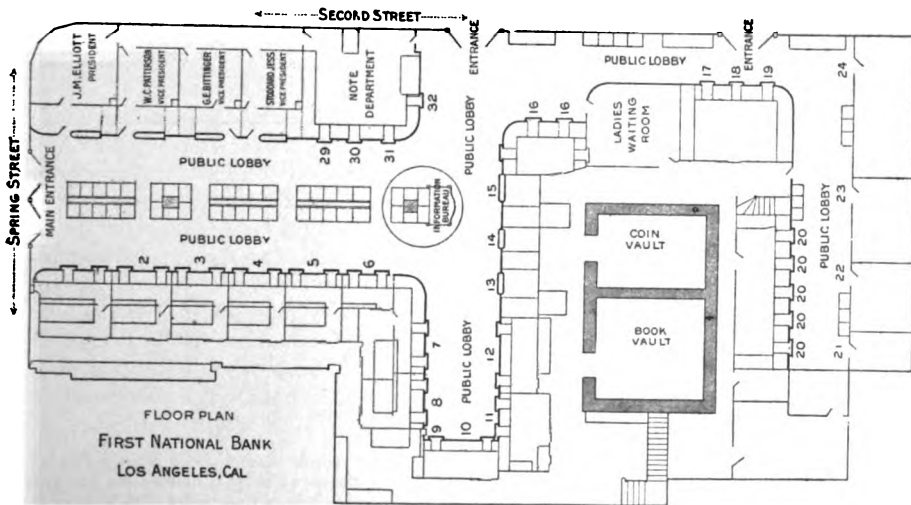 SECOND STREET
SPRING STREET
MAIN ENTRANCE
J.M. ELLIOTT
PRESIDENT
W.C. PATTERSON
VICE PRESIDENT
G.E. BITTINGER
VICE PRESIDENT
STODDARD JESS
VICE PRESIDENT
NOTE
DEPARTMENT
32
29
30
31
PUBLIC LOBBY
PUBLIC LOBBY
ENTRANCE
PUBLIC LOBBY
INFORMATION
BUREAU
PUBLIC LOBBY
ENTRANCE
16
16
LADIES
WAITING
ROOM
17
18
19
24
15
14
13
COIN
VAULT
BOOK
VAULT
20
20
20
20
20
20
PUBLIC LOBBY
23
22
21
2
3
4
5
6
7
8
9
10
11
12
PUBLIC LOBBY
FLOOR PLAN
FIRST NATIONAL BANK
LOS ANGELES, CAL